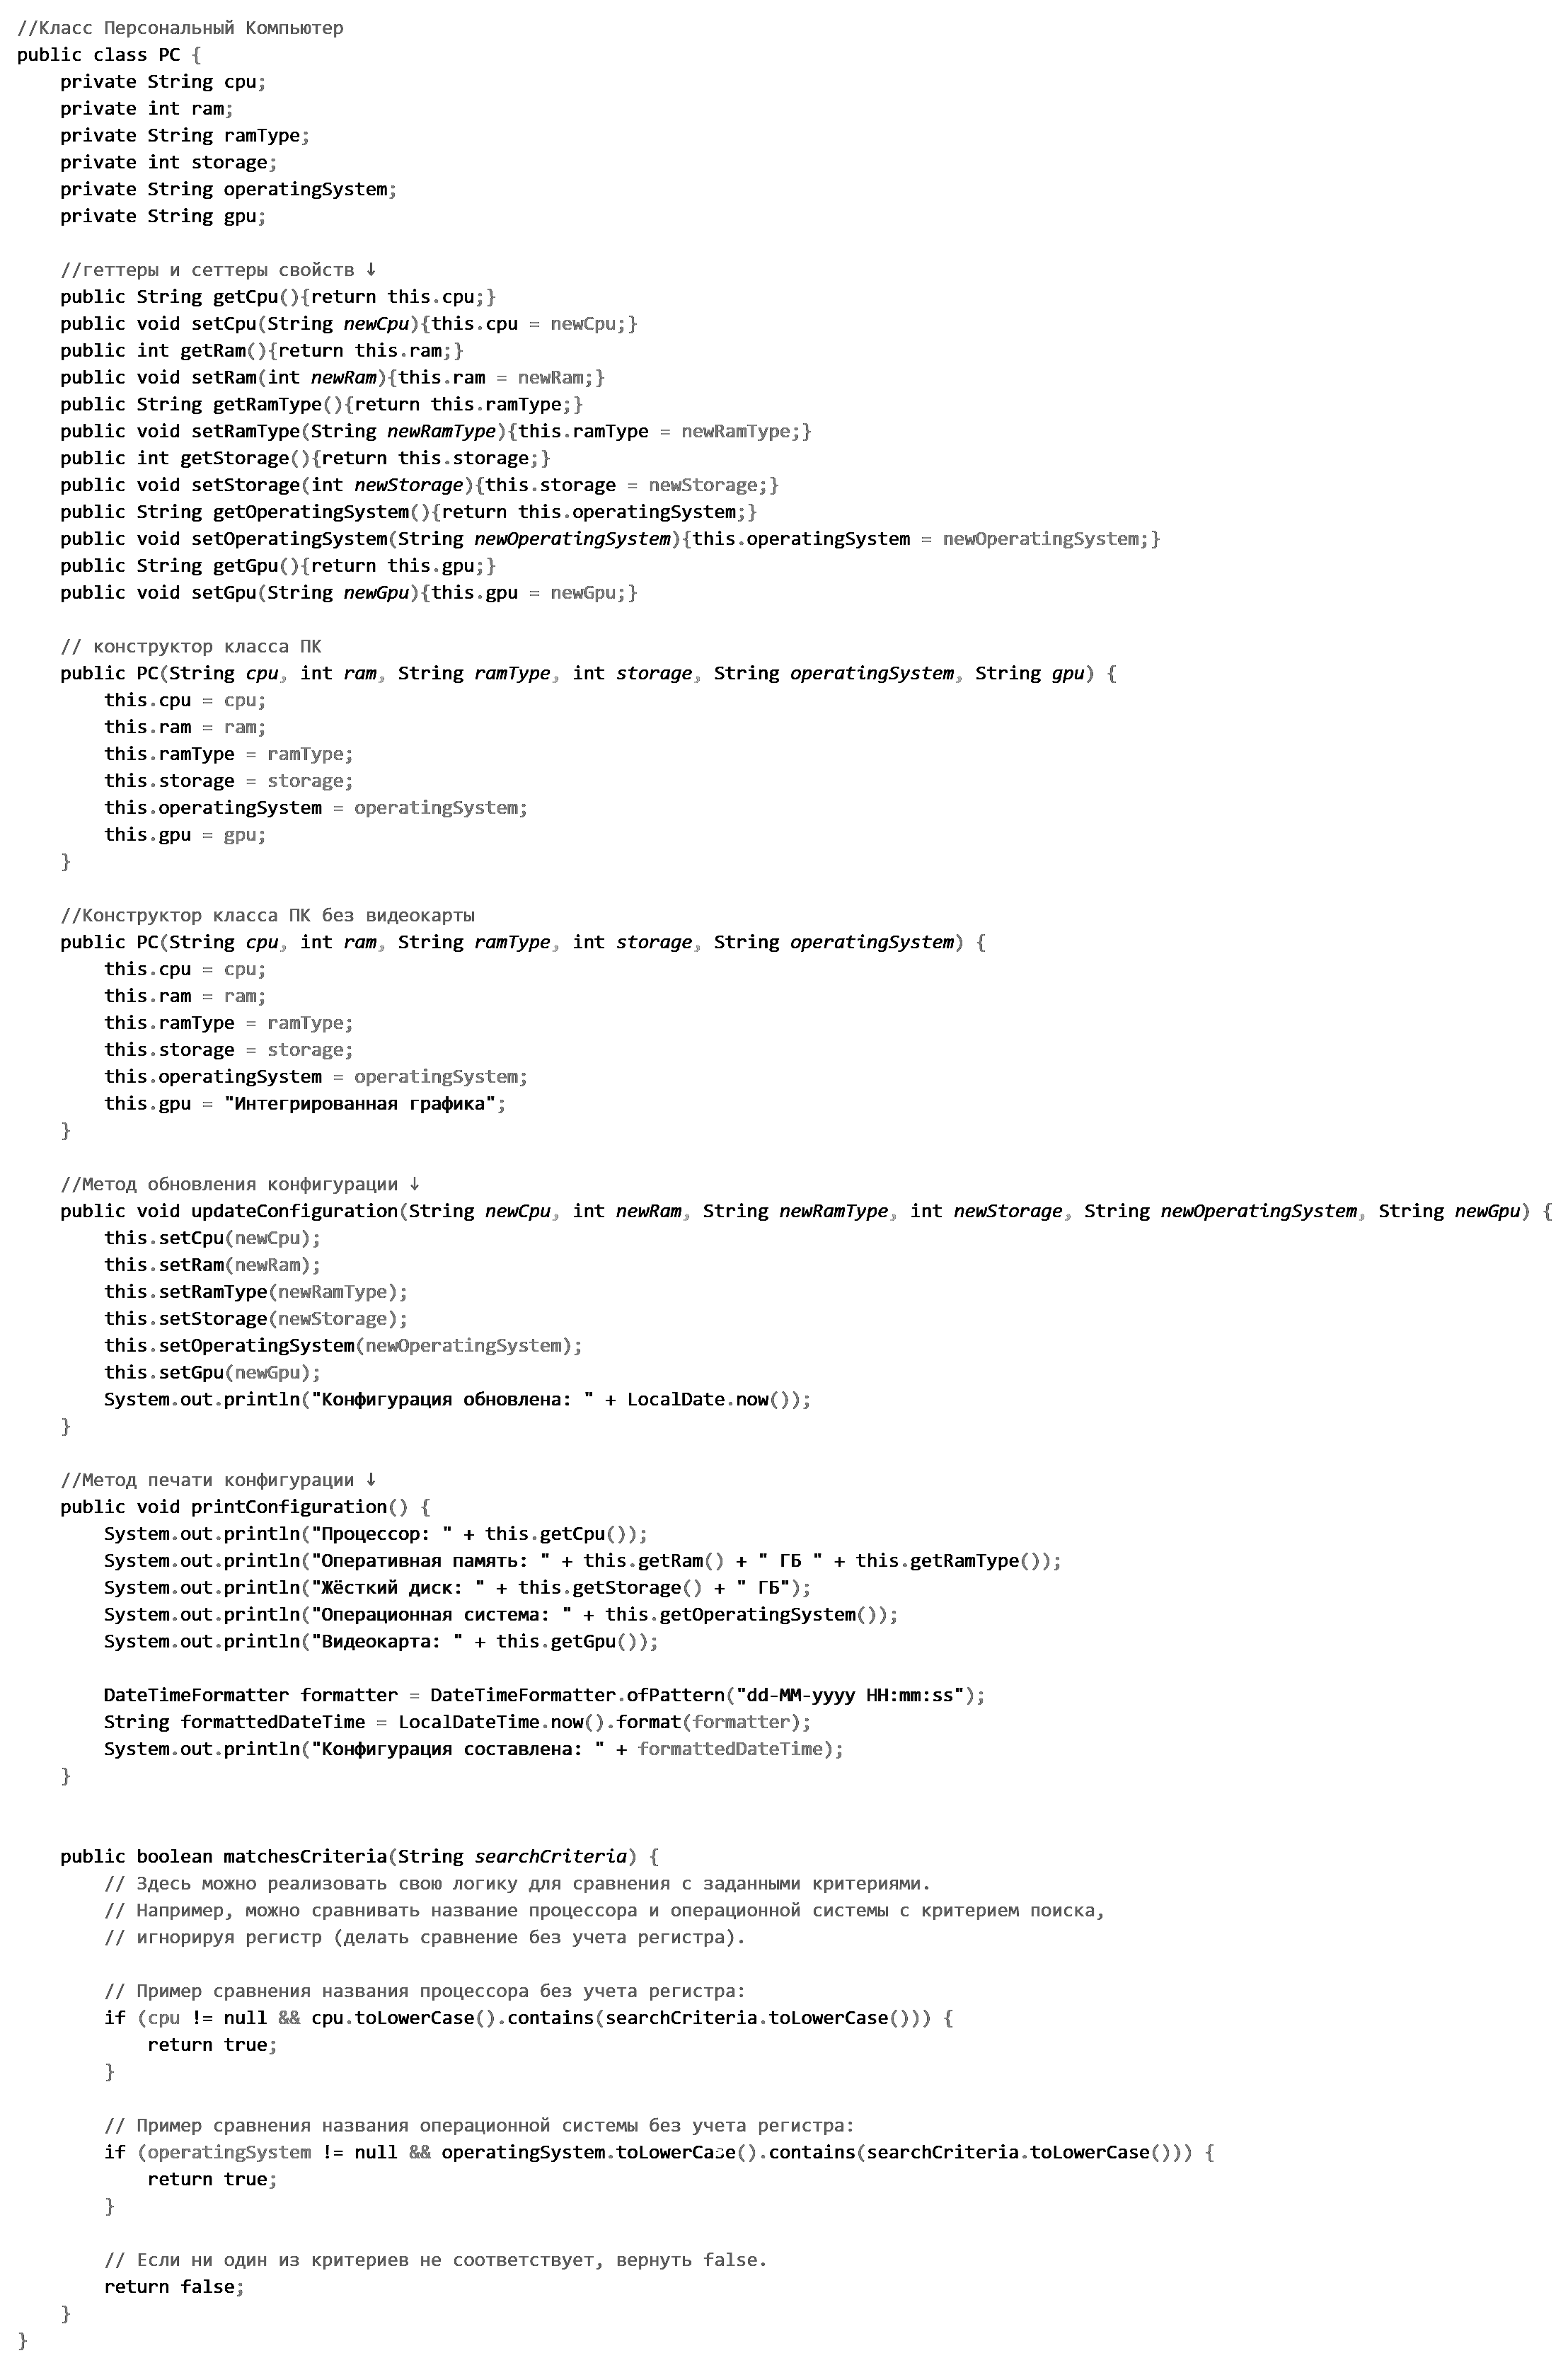 //Класс Персональный Компьютер
public class PC {
    private String cpu;
    private int ram;
    private String ramType;
    private int storage;
    private String operatingSystem;
    private String gpu;

    //геттеры и сеттеры свойств ↓
    public String getCpu(){return this.cpu;}
    public void setCpu(String newCpu){this.cpu = newCpu;}
    public int getRam(){return this.ram;}
    public void setRam(int newRam){this.ram = newRam;}
    public String getRamType(){return this.ramType;}
    public void setRamType(String newRamType){this.ramType = newRamType;}
    public int getStorage(){return this.storage;}
    public void setStorage(int newStorage){this.storage = newStorage;}
    public String getOperatingSystem(){return this.operatingSystem;}
    public void setOperatingSystem(String newOperatingSystem){this.operatingSystem = newOperatingSystem;}
    public String getGpu(){return this.gpu;}
    public void setGpu(String newGpu){this.gpu = newGpu;}

    // конструктор класса ПК
    public PC(String cpu, int ram, String ramType, int storage, String operatingSystem, String gpu) {
        this.cpu = cpu;
        this.ram = ram;
        this.ramType = ramType;
        this.storage = storage;
        this.operatingSystem = operatingSystem;
        this.gpu = gpu;
    }

    //Конструктор класса ПК без видеокарты
    public PC(String cpu, int ram, String ramType, int storage, String operatingSystem) {
        this.cpu = cpu;
        this.ram = ram;
        this.ramType = ramType;
        this.storage = storage;
        this.operatingSystem = operatingSystem;
        this.gpu = "Интегрированная графика";
    }

    //Метод обновления конфигурации ↓
    public void updateConfiguration(String newCpu, int newRam, String newRamType, int newStorage, String newOperatingSystem, String newGpu) {
        this.setCpu(newCpu);
        this.setRam(newRam);
        this.setRamType(newRamType);
        this.setStorage(newStorage);
        this.setOperatingSystem(newOperatingSystem);
        this.setGpu(newGpu);
        System.out.println("Конфигурация обновлена: " + LocalDate.now());
    }

    //Метод печати конфигурации ↓
    public void printConfiguration() {
        System.out.println("Процессор: " + this.getCpu());
        System.out.println("Оперативная память: " + this.getRam() + " ГБ " + this.getRamType());
        System.out.println("Жёсткий диск: " + this.getStorage() + " ГБ");
        System.out.println("Операционная система: " + this.getOperatingSystem());
        System.out.println("Видеокарта: " + this.getGpu());

        DateTimeFormatter formatter = DateTimeFormatter.ofPattern("dd-MM-yyyy HH:mm:ss");
        String formattedDateTime = LocalDateTime.now().format(formatter);
        System.out.println("Конфигурация составлена: " + formattedDateTime);
    }


    public boolean matchesCriteria(String searchCriteria) {
        // Здесь можно реализовать свою логику для сравнения с заданными критериями.
        // Например, можно сравнивать название процессора и операционной системы с критерием поиска,
        // игнорируя регистр (делать сравнение без учета регистра).

        // Пример сравнения названия процессора без учета регистра:
        if (cpu != null && cpu.toLowerCase().contains(searchCriteria.toLowerCase())) {
            return true;
        }

        // Пример сравнения названия операционной системы без учета регистра:
        if (operatingSystem != null && operatingSystem.toLowerCase().contains(searchCriteria.toLowerCase())) {
            return true;
        }

        // Если ни один из критериев не соответствует, вернуть false.
        return false;
    }
}